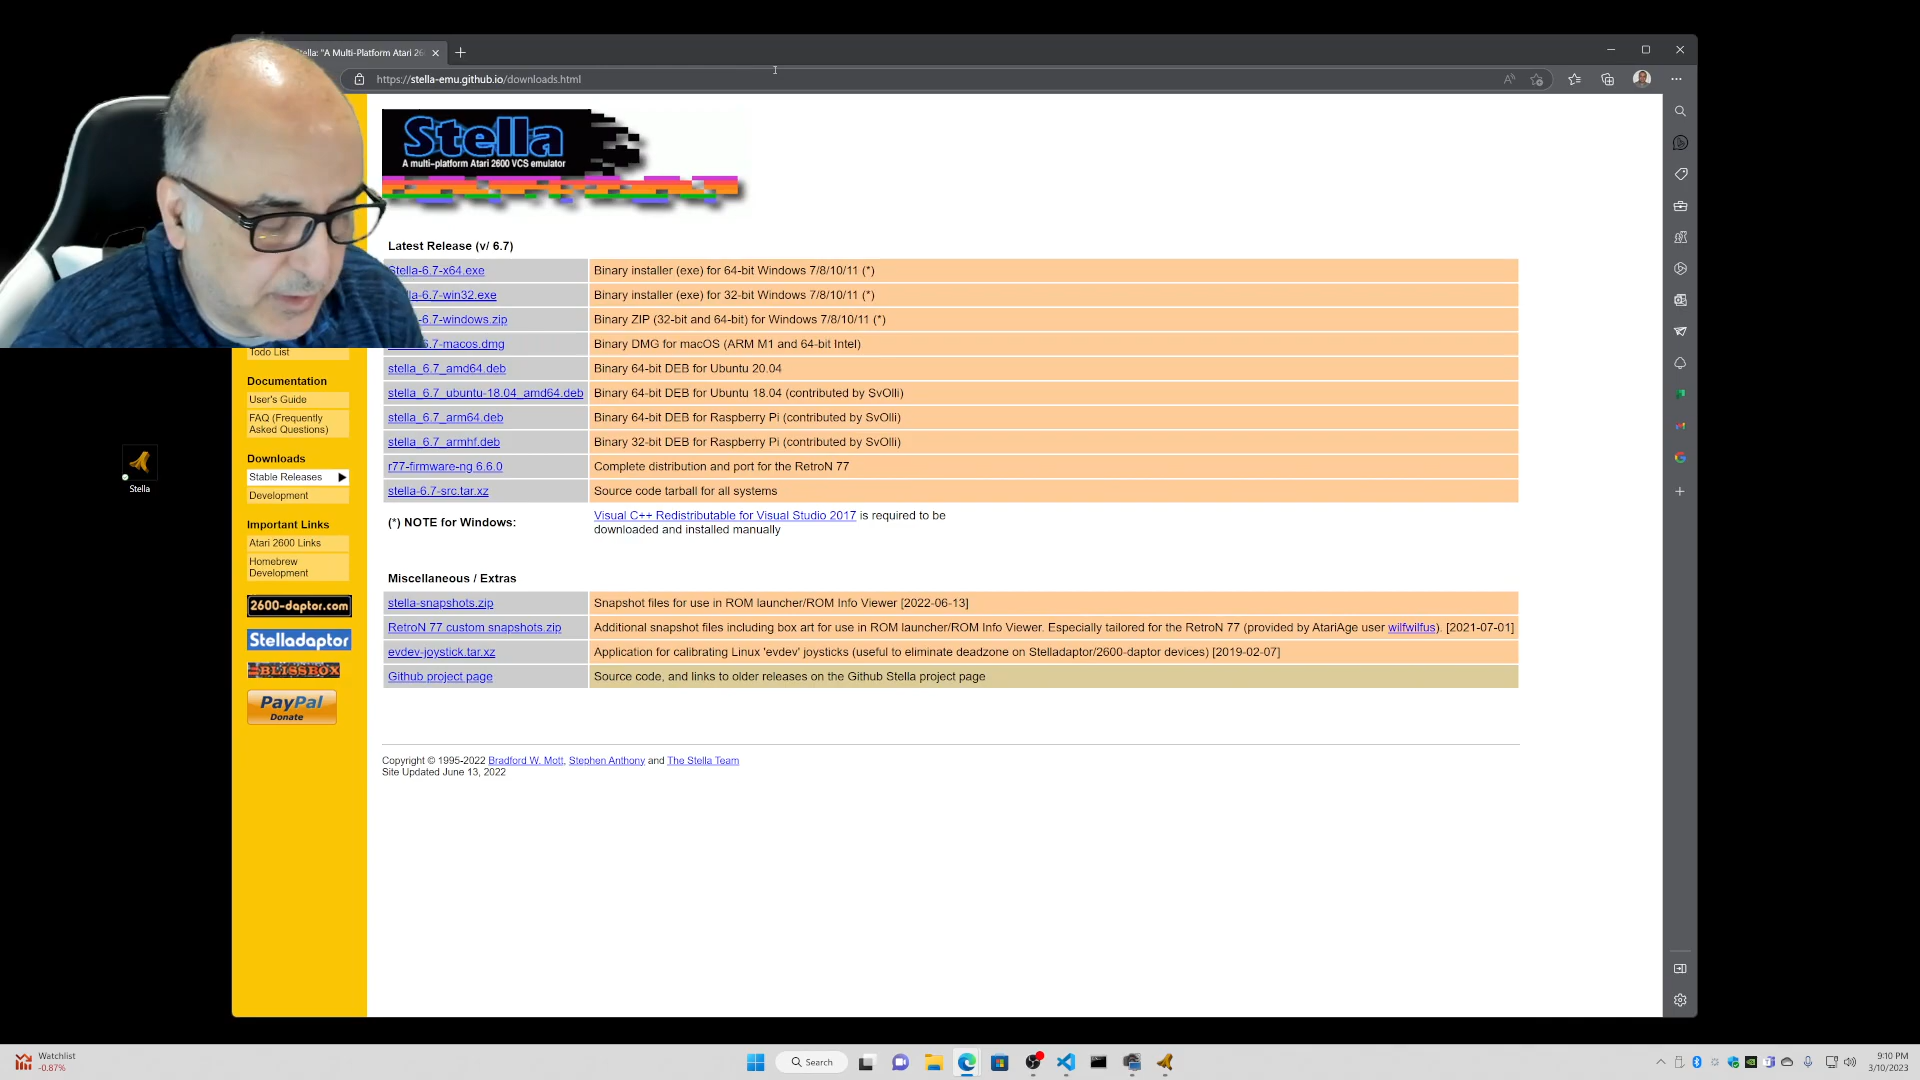 Stella: "A Multi-Platform Atari 26
https://stella-emu.github.io/downloads.html
Stella
A multi-platform Atari 2600 VCS emulator
Latest Release (v/ 6.7)
Stella-6.7-x64.exe Binary installer (exe) for 64-bit Windows 7/8/10/11 (*)
la-6.7-win32.exe Binary installer (exe) for 32-bit Windows 7/8/10/11 (*)
-6.7-windows.zip Binary ZIP (32-bit and 64-bit) for Windows 7/8/10/11 (*)
6.7-macos.dmg Binary DMG for macOS (ARM M1 and 64-bit Intel)
stella_6.7_amd64.deb Binary 64-bit DEB for Ubuntu 20.04
stella_6.7_ubuntu-18.04_amd64.deb Binary 64-bit DEB for Ubuntu 18.04 (contributed by SvOlli)
stella_6.7_arm64.deb Binary 64-bit DEB for Raspberry Pi (contributed by SvOlli)
stella_6.7_armhf.deb Binary 32-bit DEB for Raspberry Pi (contributed by SvOlli)
r77-firmware-ng 6.6.0 Complete distribution and port for the RetroN 77
stella-6.7-src.tar.xz Source code tarball for all systems
(*) NOTE for Windows: Visual C++ Redistributable for Visual Studio 2017 is required to be
downloaded and installed manually
Miscellaneous / Extras
stella-snapshots.zip Snapshot files for use in ROM launcher/ROM Info Viewer [2022-06-13]
RetroN 77 custom snapshots.zip Additional snapshot files including box art for use in ROM launcher/ROM Info Viewer. Especially tailored for the RetroN 77 (provided by AtariAge user wilfwilfus). [2021-07-01]
evdev-joystick.tar.xz Application for calibrating Linux 'evdev' joysticks (useful to eliminate deadzone on Stelladaptor/2600-daptor devices) [2019-02-07]
Github project page Source code, and links to older releases on the Github Stella project page
Copyright © 1995-2022 Bradford W. Mott, Stephen Anthony and The Stella Team
Site Updated June 13, 2022
Todo List
Documentation
User's Guide
FAQ (Frequently
Asked Questions)
Downloads
Stable Releases
Development
Important Links
Atari 2600 Links
Homebrew
Development
2600-daptor.com
Stelladaptor
BLISSBOX
PayPal
Donate
Stella
Watchlist
-0.87%
Search
9:10 PM
3/10/2023